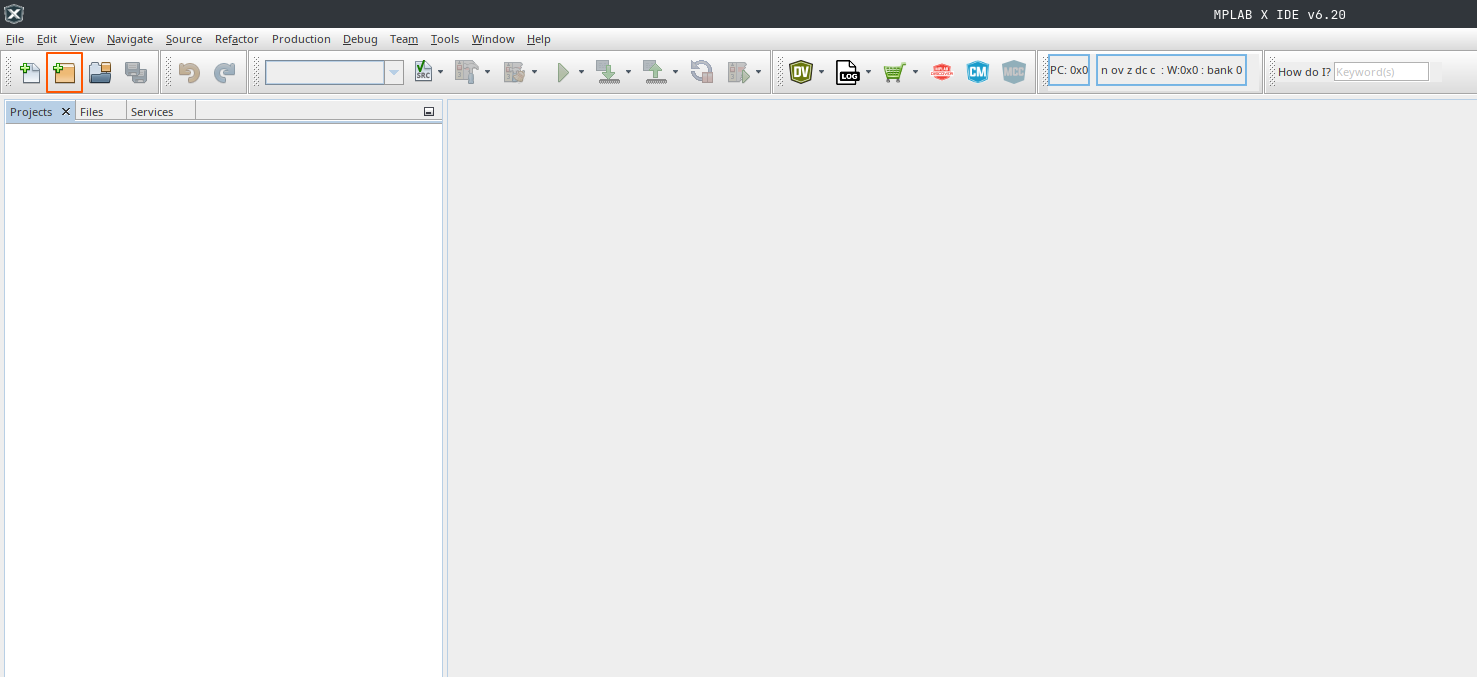 MPLAB X IDE v6.20
File Edit View Navigate Source Refactor Production Debug Team Tools Window Help
SRC DV LOG CM MCC PC: 0x0 n ov z dc c : W:0x0 : bank 0 How do I? Keyword(s)
Projects Files Services